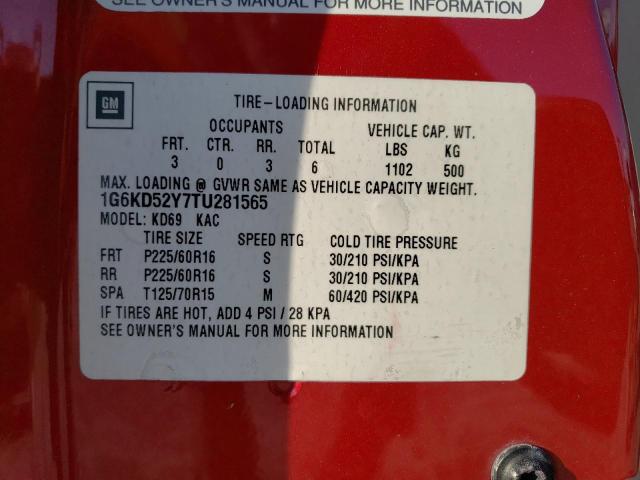 SEE OWNER'S MANUAL FOR MORE INFORMATION
GM
TIRE-LOADING INFORMATION
OCCUPANTS VEHICLE CAP. WT.
FRT. CTR. RR. TOTAL LBS KG
3 0 3 6 1102 500
MAX. LOADING @ GVWR SAME AS VEHICLE CAPACITY WEIGHT.
1G6KD52Y7TU281565
MODEL: KD69 KAC
TIRE SIZE SPEED RTG COLD TIRE PRESSURE
FRT P225/60R16 S 30/210 PSI/KPA
RR P225/60R16 S 30/210 PSI/KPA
SPA T125/70R15 M 60/420 PSI/KPA
IF TIRES ARE HOT, ADD 4 PSI / 28 KPA
SEE OWNER'S MANUAL FOR MORE INFORMATION